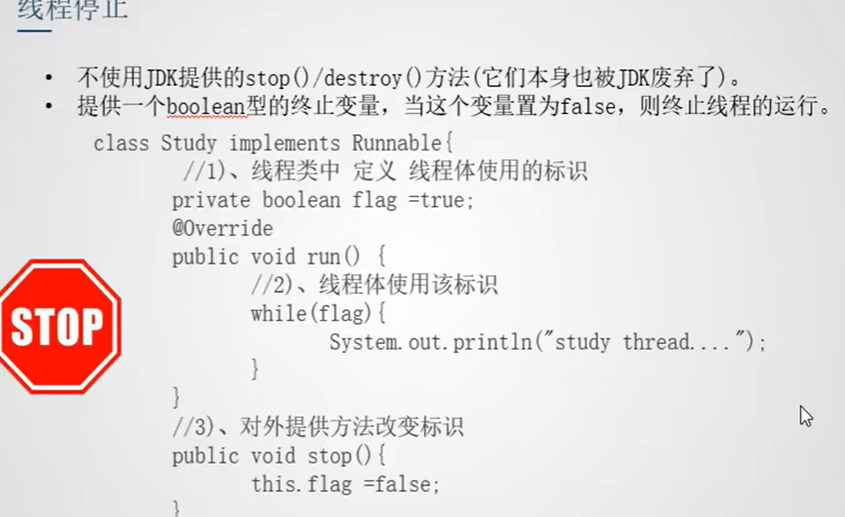 线程停止
• 不使用JDK提供的stop()/destroy()方法(它们本身也被JDK废弃了)。
• 提供一个boolean型的终止变量，当这个变量置为false，则终止线程的运行。
class Study implements Runnable{
//1)、线程类中 定义 线程体使用的标识
private boolean flag =true;
@Override
public void run() {
//2)、线程体使用该标识
while(flag){
System.out.println("study thread....");
}
}
//3)、对外提供方法改变标识
public void stop(){
this.flag =false;
}
STOP